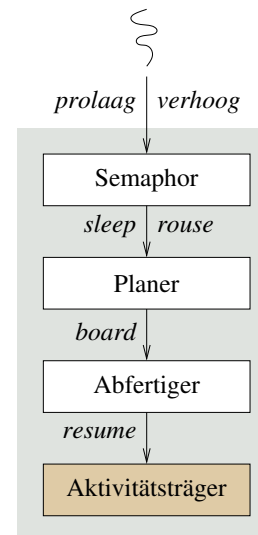 prolaag verhoog
Semaphor
sleep rouse
Planer
board
Abfertiger
resume
Aktivitätsträger